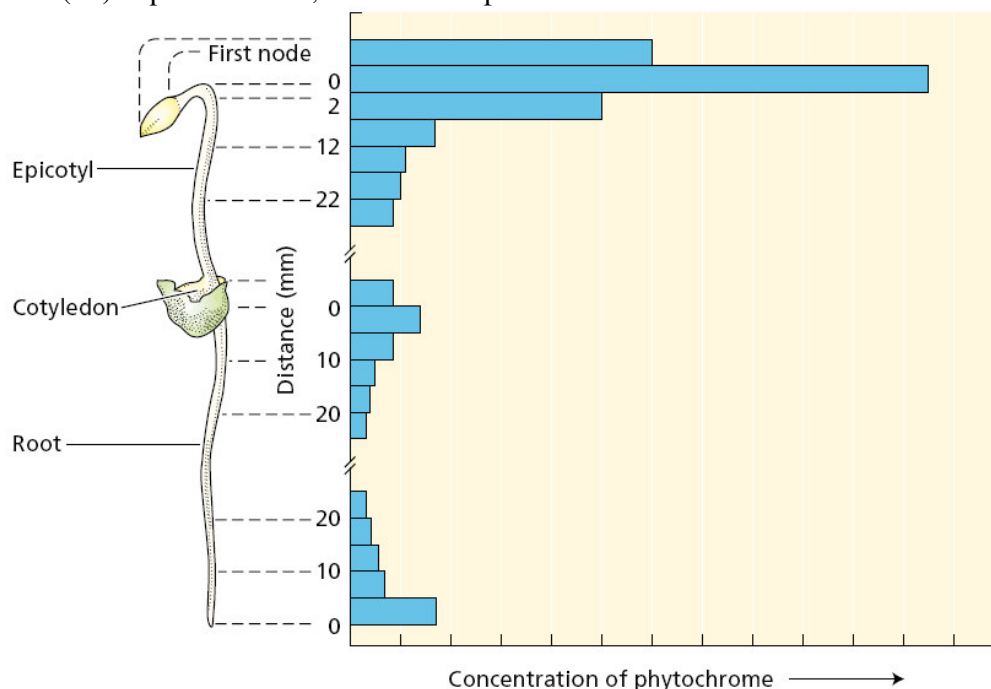 First node
0
2
12
Epicotyl
22
Distance (mm)
Cotyledon
0
10
20
Root
20
10
0
Concentration of phytochrome